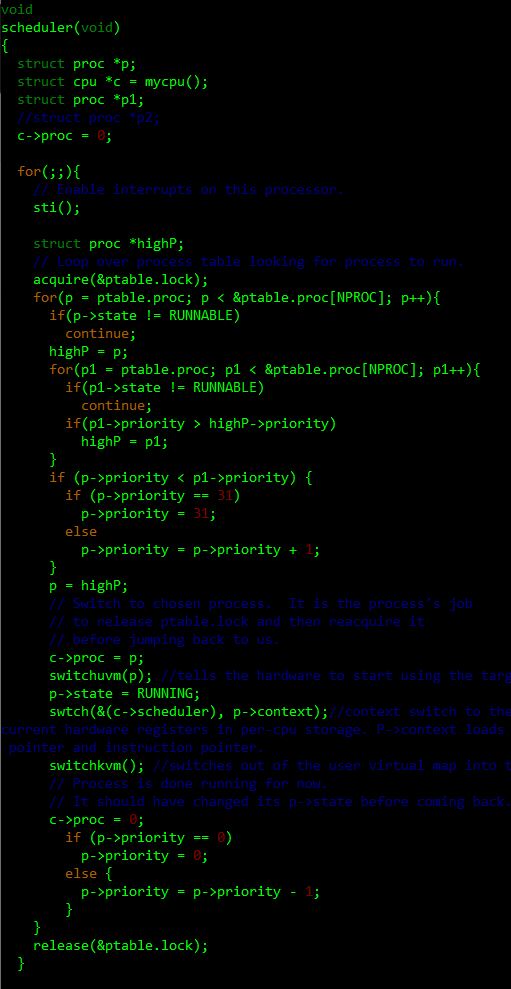 void
scheduler(void)
{
  struct proc *p;
  struct cpu *c = mycpu();
  struct proc *p1;
  //struct proc *p2;
  c->proc = 0;

  for(;;){
    // Enable interrupts on this processor.
    sti();

    struct proc *highP;
    // Loop over process table looking for process to run.
    acquire(&ptable.lock);
    for(p = ptable.proc; p < &ptable.proc[NPROC]; p++){
      if(p->state != RUNNABLE)
        continue;
      highP = p;
      for(p1 = ptable.proc; p1 < &ptable.proc[NPROC]; p1++){
        if(p1->state != RUNNABLE)
          continue;
        if(p1->priority > highP->priority)
          highP = p1;
      }
      if (p->priority < p1->priority) {
        if (p->priority == 31)
          p->priority = 31;
        else
          p->priority = p->priority + 1;
      }
      p = highP;
      // Switch to chosen process.  It is the process's job
      // to release ptable.lock and then reacquire it
      // before jumping back to us.
      c->proc = p;
      switchuvm(p); //tells the hardware to start using the targ
      p->state = RUNNING;
      swtch(&(c->scheduler), p->context);//context switch to the
current hardware registers in per-cpu storage. P->context loads
 pointer and instruction pointer.
      switchkvm(); //switches out of the user virtual map into t
      // Process is done running for now.
      // It should have changed its p->state before coming back.
      c->proc = 0;
        if (p->priority == 0)
          p->priority = 0;
        else {
          p->priority = p->priority - 1;
        }
    }
    release(&ptable.lock);
  }